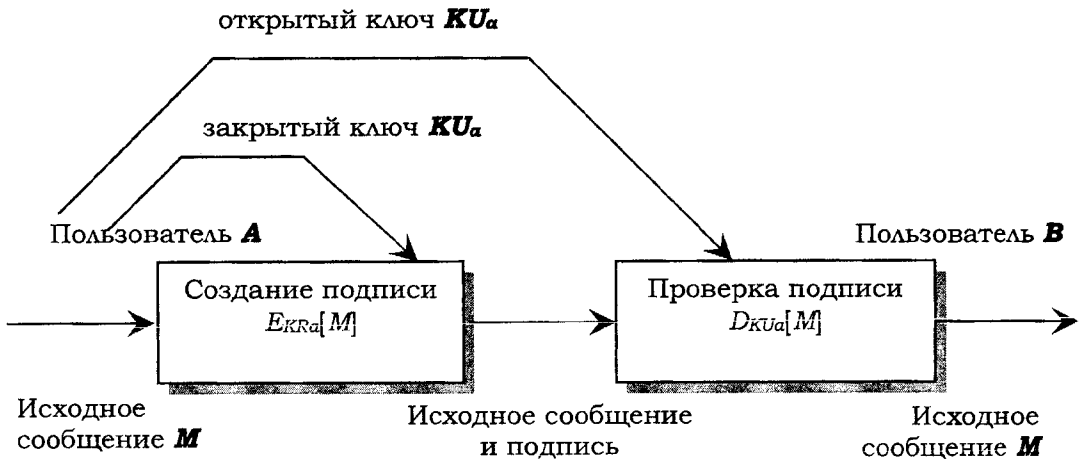 открытый ключ KUa
закрытый ключ KUa
Пользователь A
Пользователь B
Создание подписи
EKRa[M]
Проверка подписи
DKUa[M]
Исходное
сообщение M
Исходное сообщение
и подпись
Исходное
сообщение M